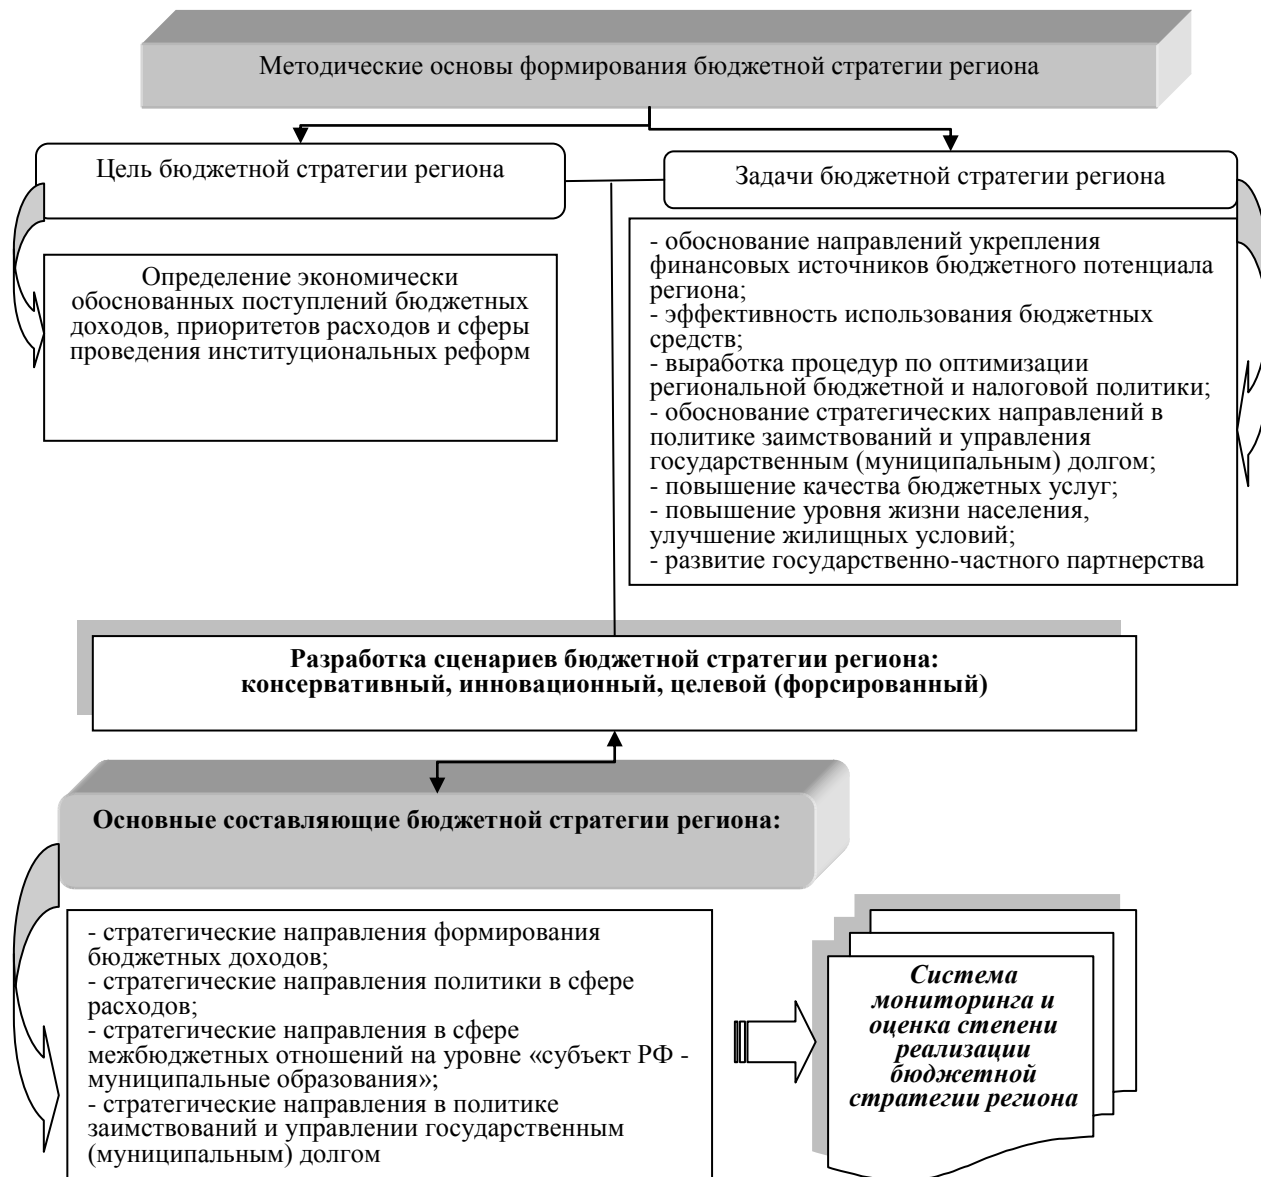 Методические основы формирования бюджетной стратегии региона
Цель бюджетной стратегии региона
Задачи бюджетной стратегии региона
Определение экономически
обоснованных поступлений бюджетных
доходов, приоритетов расходов и сферы
проведения институциональных реформ
- обоснование направлений укрепления
финансовых источников бюджетного потенциала
региона;
- эффективность использования бюджетных
средств;
- выработка процедур по оптимизации
региональной бюджетной и налоговой политики;
- обоснование стратегических направлений в
политике заимствований и управления
государственным (муниципальным) долгом;
- повышение качества бюджетных услуг;
- повышение уровня жизни населения,
улучшение жилищных условий;
- развитие государственно-частного партнерства
Разработка сценариев бюджетной стратегии региона:
консервативный, инновационный, целевой (форсированный)
Основные составляющие бюджетной стратегии региона:
- стратегические направления формирования
бюджетных доходов;
- стратегические направления политики в сфере
расходов;
- стратегические направления в сфере
межбюджетных отношений на уровне «субъект РФ -
муниципальные образования»;
- стратегические направления в политике
заимствований и управлении государственным
(муниципальным) долгом
Система
мониторинга и
оценка степени
реализации
бюджетной
стратегии региона